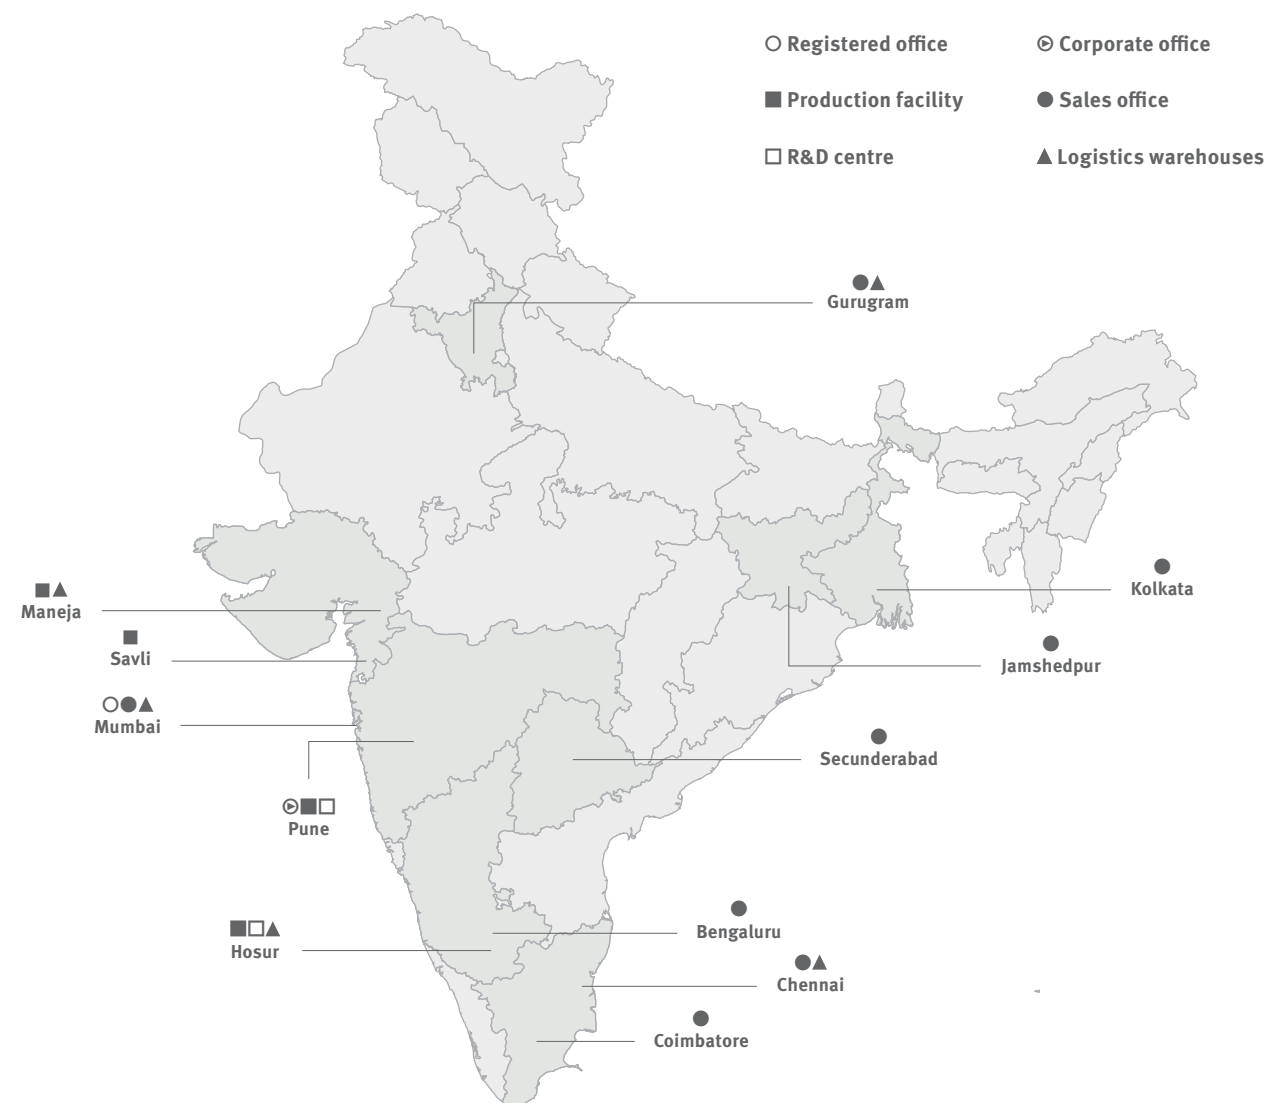 Registered office
Corporate office
Production facility
Sales office
R&D centre
Logistics warehouses
Gurugram
Kolkata
Maneja
Savli
Jamshedpur
Mumbai
Secunderabad
Pune
Bengaluru
Hosur
Chennai
Coimbatore